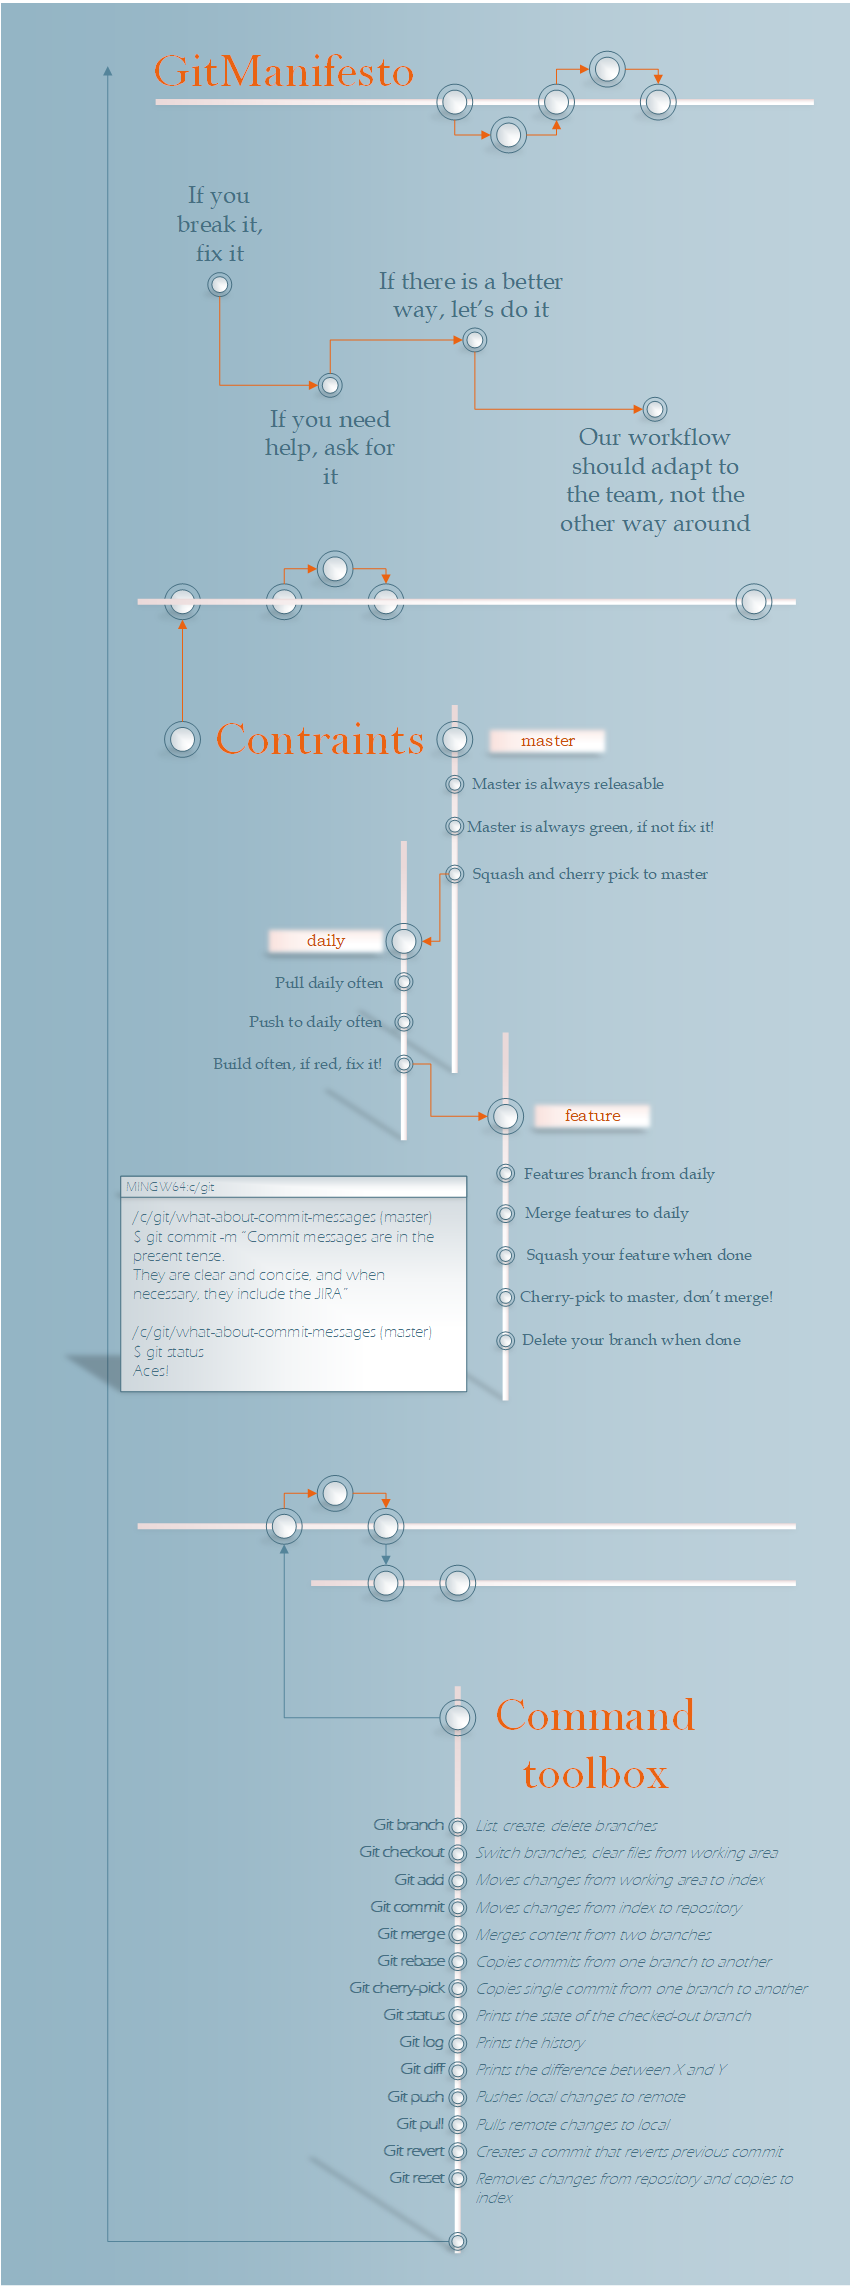 GitManifesto
If you
break it,
fix it
If there is a better
way, let's do it
If you need
help, ask for
it
Our workflow
should adapt to
the team, not the
other way around
Contraints
master
Master is always releasable
Master is always green, if not fix it!
Squash and cherry pick to master
daily
Pull daily often
Push to daily often
Build often, if red, fix it!
feature
Features branch from daily
Merge features to daily
Squash your feature when done
Cherry-pick to master, don't merge!
Delete your branch when done
MINGW64:c/git
/c/git/what-about-commit-messages (master)
$ git commit -m "Commit messages are in the
present tense.
They are clear and concise, and when
necessary, they include the JIRA"
/c/git/what-about-commit-messages (master)
$ git status
Aces!
Command
toolbox
Git branch List, create, delete branches
Git checkout Switch branches, clear files from working area
Git add Moves changes from working area to index
Git commit Moves changes from index to repository
Git merge Merges content from two branches
Git rebase Copies commits from one branch to another
Git cherry-pick Copies single commit from one branch to another
Git status Prints the state of the checked-out branch
Git log Prints the history
Git diff Prints the difference between X and Y
Git push Pushes local changes to remote
Git pull Pulls remote changes to local
Git revert Creates a commit that reverts previous commit
Git reset Removes changes from repository and copies to
index